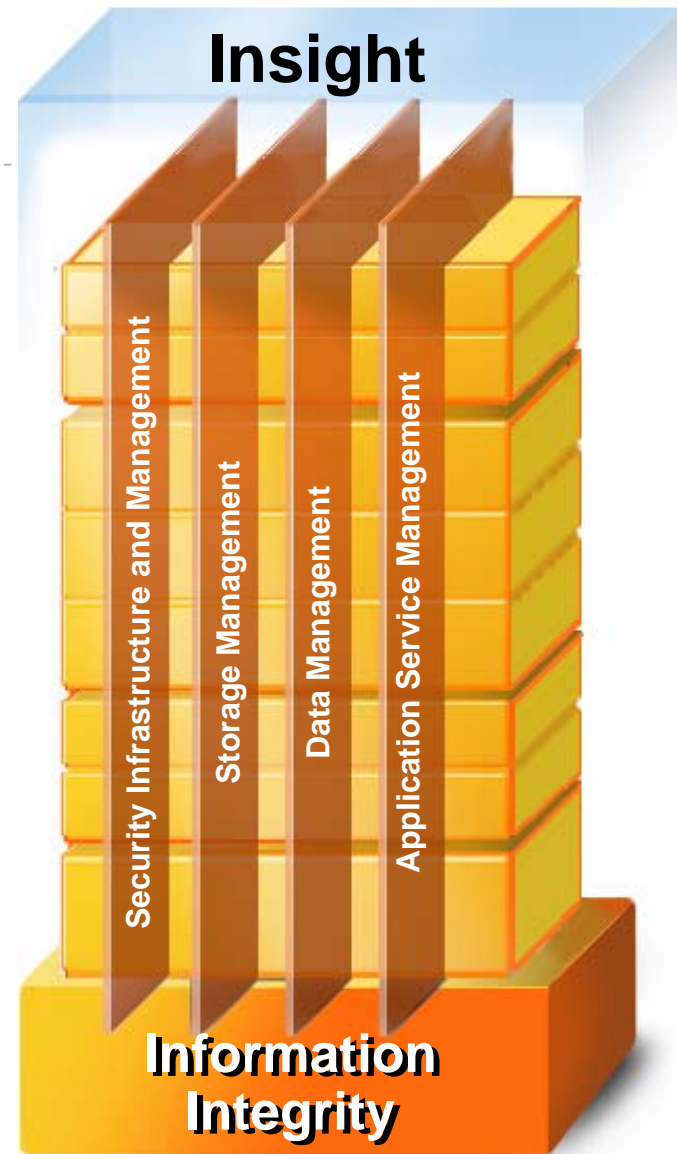 Insight
Security Infrastructure and Management
Storage Management
Data Management
Application Service Management
Information
Integrity